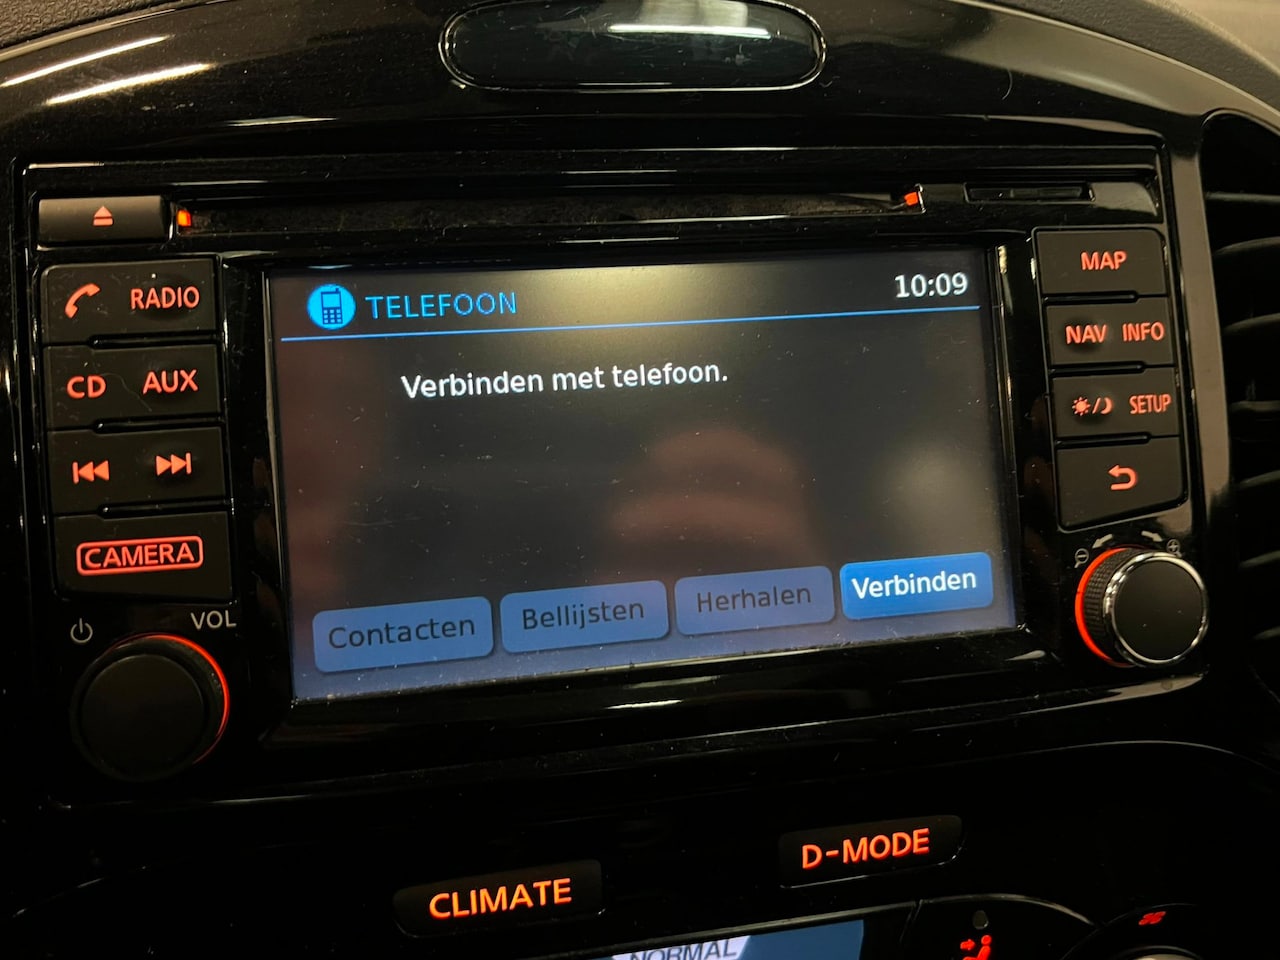 RADIO
CD AUX
CAMERA
VOL
TELEFOON 10:09
Verbinden met telefoon.
Contacten Bellijsten Herhalen Verbinden
MAP
NAV INFO
SETUP
CLIMATE D-MODE
NORMAL